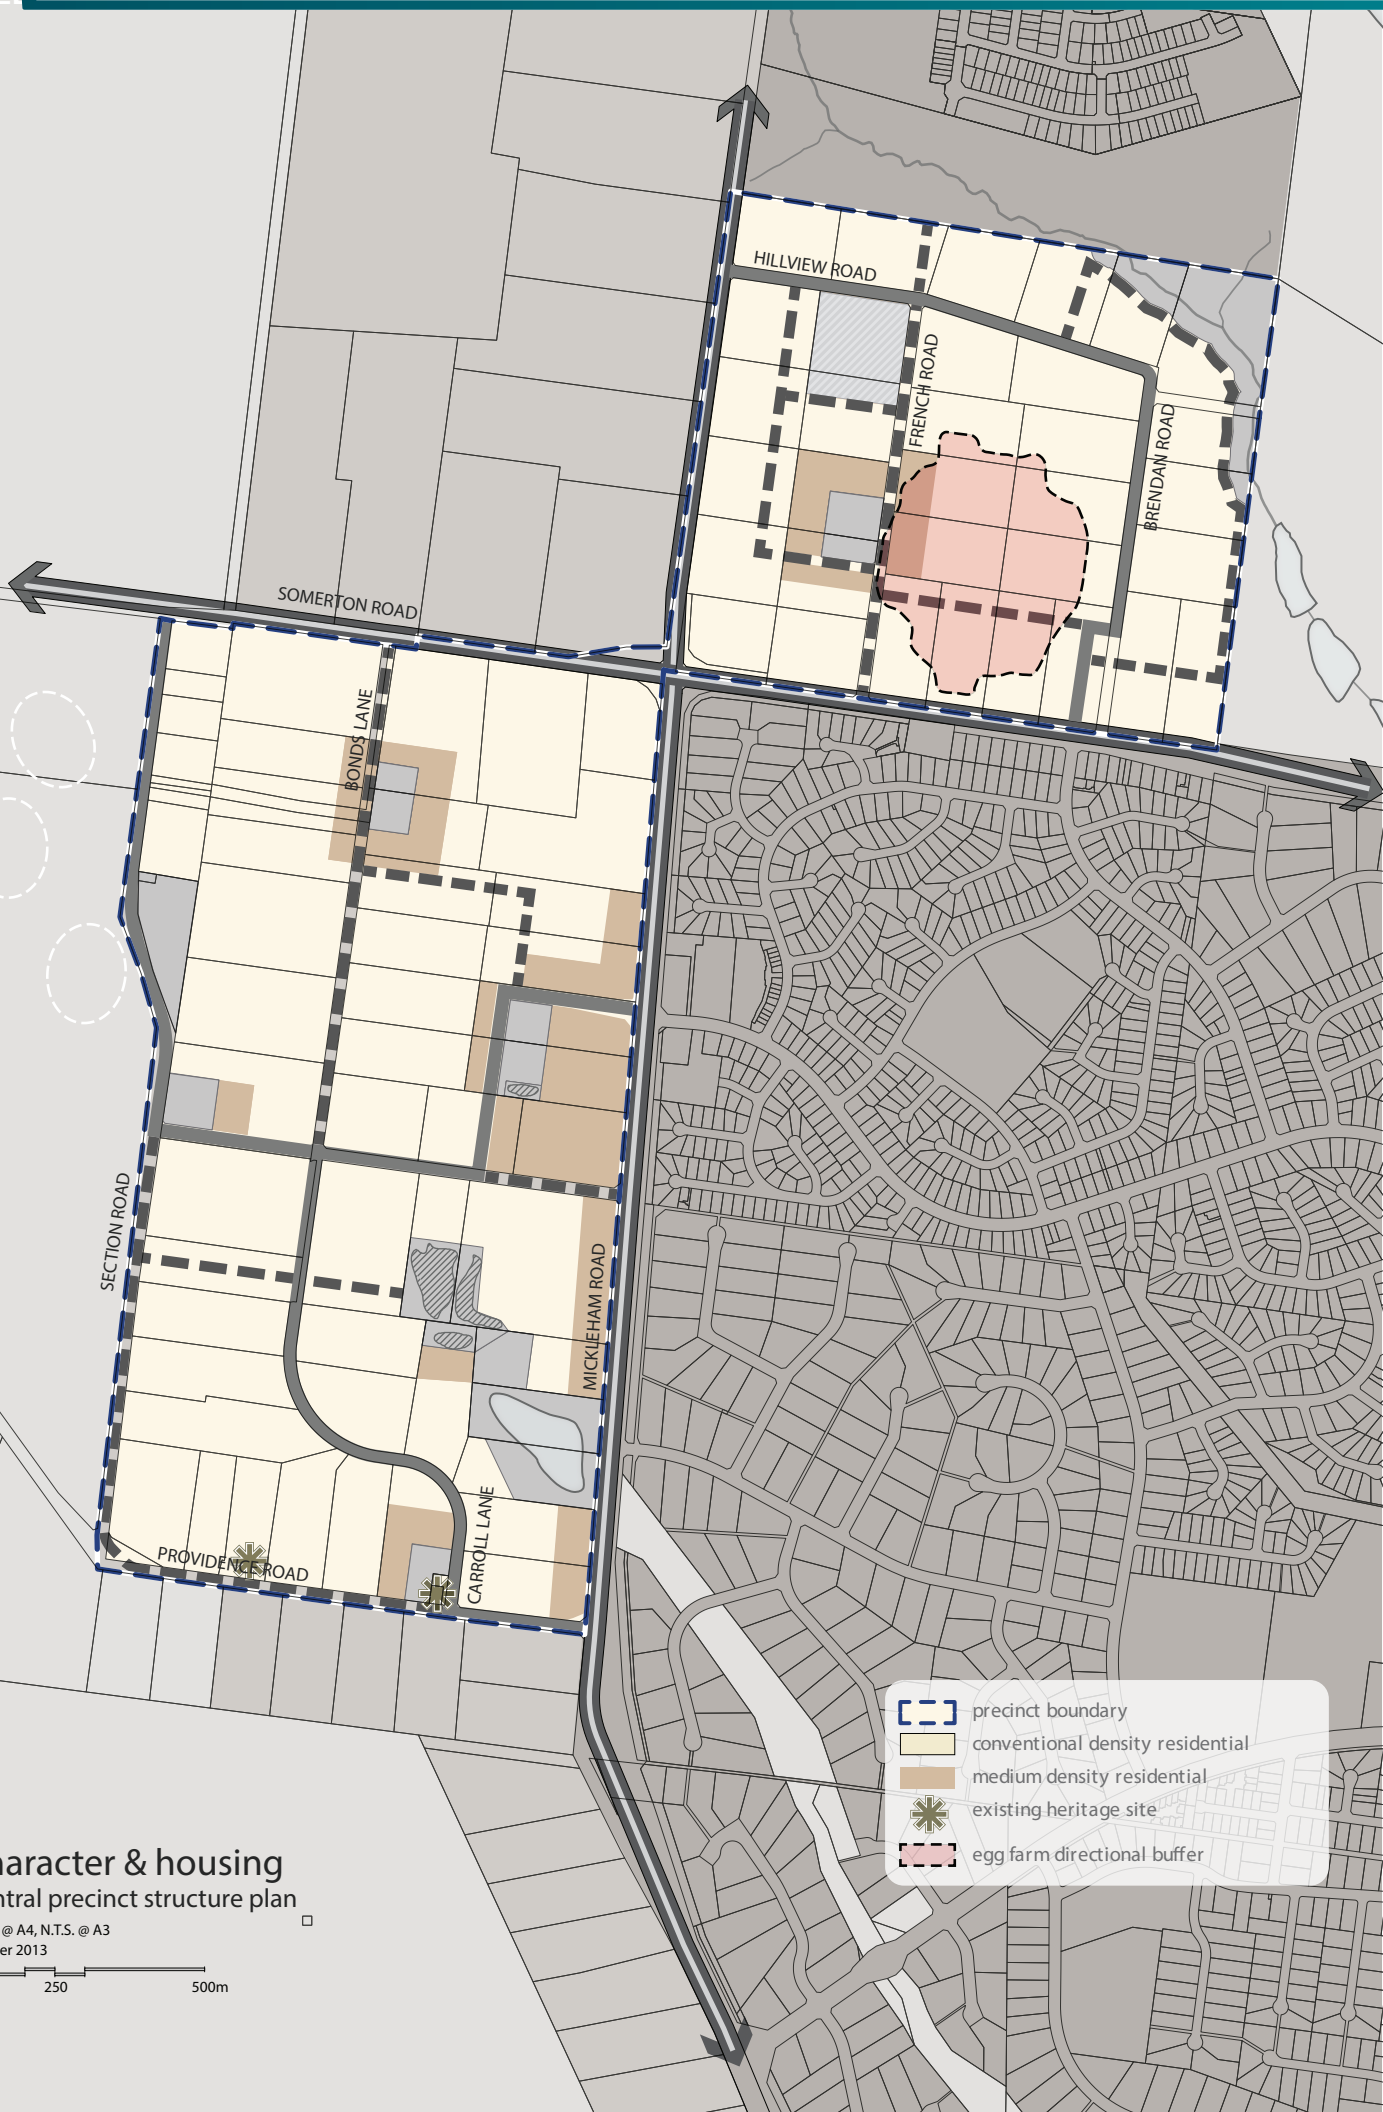 HILLVIEW ROAD
FRENCH ROAD
BRENDAN ROAD
SOMERTON ROAD
BONDS LANE
SECTION ROAD
MICKLEHAM ROAD
CARROLL LANE
PROVIDENCE ROAD
precinct boundary
conventional density residential
medium density residential
existing heritage site
egg farm directional buffer
aracter & housing
ntral precinct structure plan
@ A4, N.T.S. @ A3
er 2013
250 500m